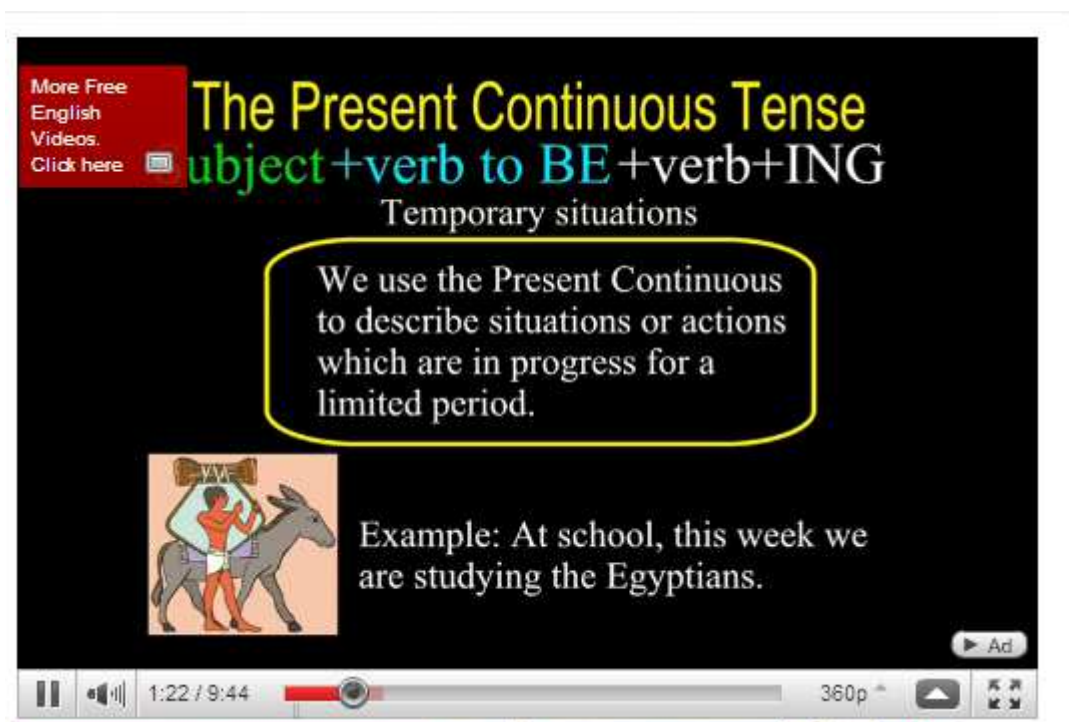 More Free
English
Videos.
Click here
The Present Continuous Tense
ubject+verb to BE+verb+ING
Temporary situations
We use the Present Continuous
to describe situations or actions
which are in progress for a
limited period.
Example: At school, this week we
are studying the Egyptians.
Ad
1:22 / 9:44
360p